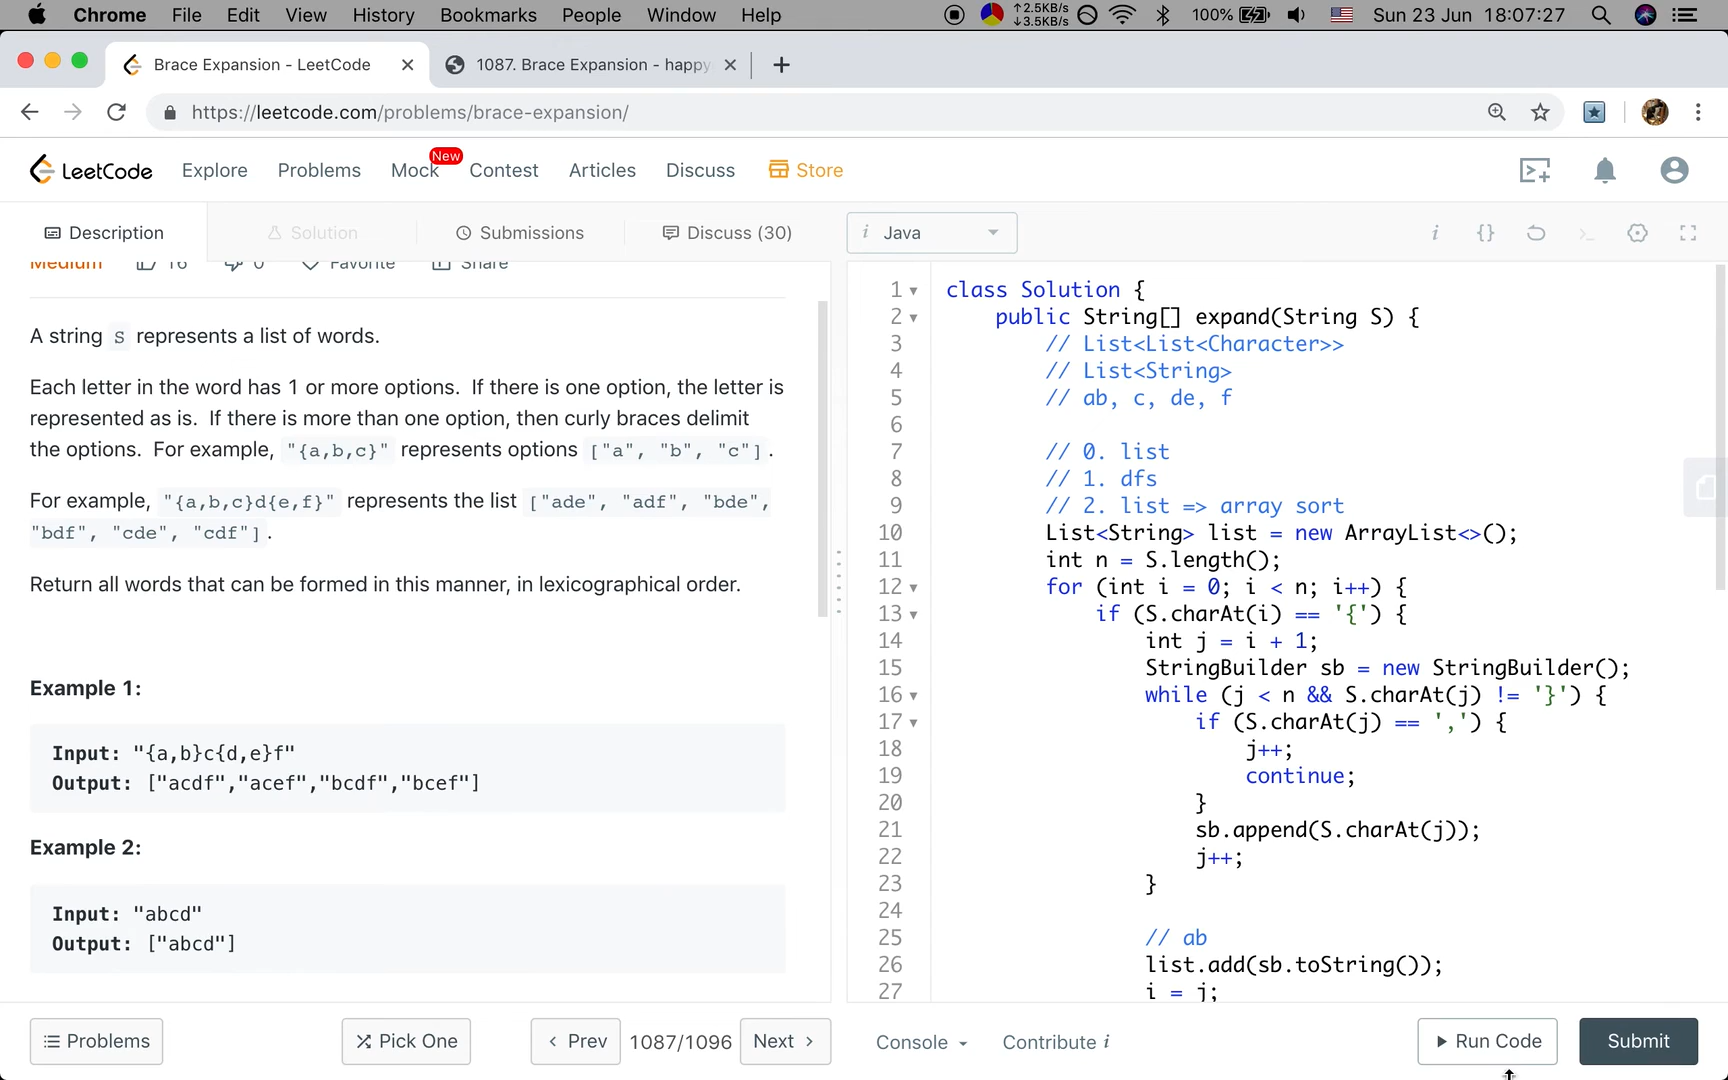 Chrome File Edit View History Bookmarks People Window Help ↑2.5KB/s ↓3.5KB/s 100% Sun 23 Jun 18:07:27
Brace Expansion - LeetCode 1087. Brace Expansion - happy
https://leetcode.com/problems/brace-expansion/
LeetCode Explore Problems Mock New Contest Articles Discuss Store
Description Solution Submissions Discuss (30) i Java
Medium 16 0 Favorite Share
A string S represents a list of words.
Each letter in the word has 1 or more options. If there is one option, the letter is
represented as is. If there is more than one option, then curly braces delimit
the options. For example, "{a,b,c}" represents options ["a", "b", "c"].
For example, "{a,b,c}d{e,f}" represents the list ["ade", "adf", "bde",
"bdf", "cde", "cdf"].
Return all words that can be formed in this manner, in lexicographical order.
Example 1:
Input: "{a,b}c{d,e}f"
Output: ["acdf","acef","bcdf","bcef"]
Example 2:
Input: "abcd"
Output: ["abcd"]
1 class Solution {
2 public String[] expand(String S) {
3 // List<List<Character>>
4 // List<String>
5 // ab, c, de, f
6
7 // 0. list
8 // 1. dfs
9 // 2. list => array sort
10 List<String> list = new ArrayList<>();
11 int n = S.length();
12 for (int i = 0; i < n; i++) {
13 if (S.charAt(i) == '{') {
14 int j = i + 1;
15 StringBuilder sb = new StringBuilder();
16 while (j < n && S.charAt(j) != '}') {
17 if (S.charAt(j) == ',') {
18 j++;
19 continue;
20 }
21 sb.append(S.charAt(j));
22 j++;
23 }
24
25 // ab
26 list.add(sb.toString());
27 i = j;
Problems Pick One Prev 1087/1096 Next Console Contribute i Run Code Submit